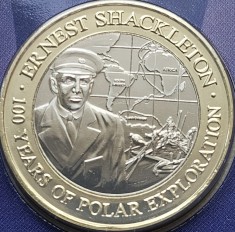 · ERNEST SHACKLETON ·
100 YEARS OF POLAR EXPLORATION